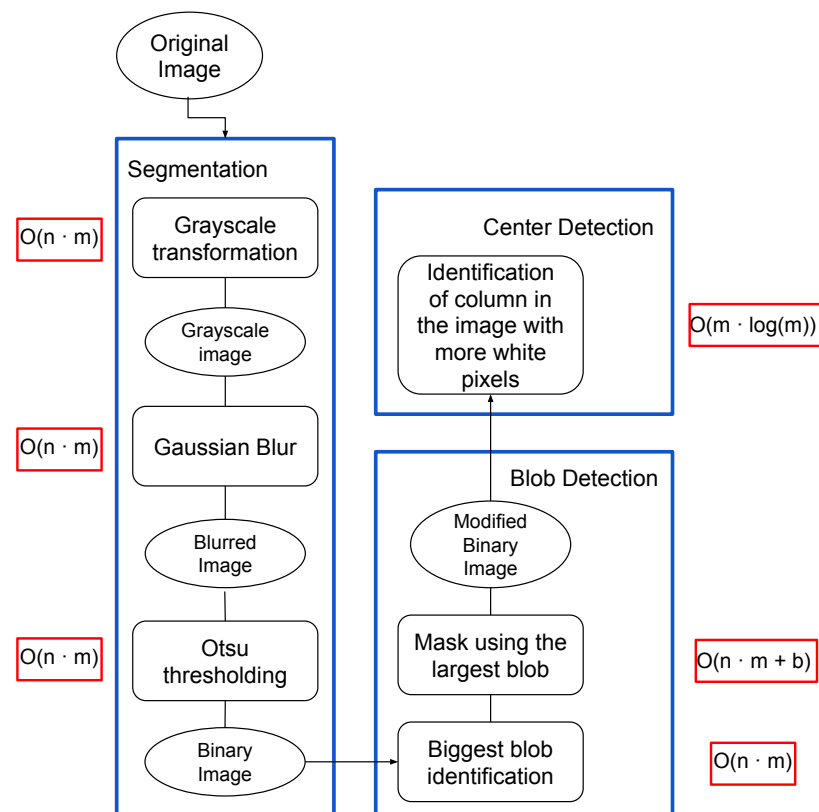 Original
Image
Segmentation
O(n · m)
Grayscale
transformation
Grayscale
image
O(n · m)
Gaussian Blur
Blurred
Image
O(n · m)
Otsu
thresholding
Binary
Image
Center Detection
Identification
of column in
the image with
more white
pixels
O(m · log(m))
Blob Detection
Modified
Binary
Image
Mask using the
largest blob
O(n · m + b)
Biggest blob
identification
O(n · m)